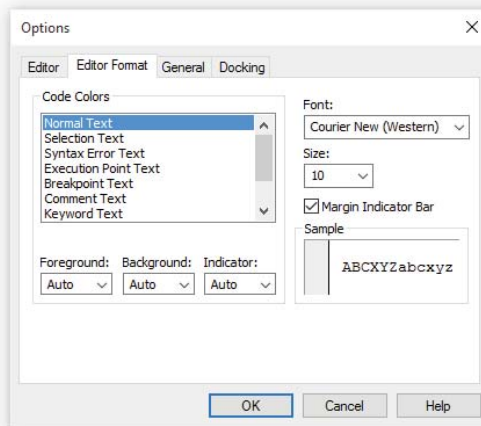 Options
Editor Editor Format General Docking
Code Colors
Normal Text
Selection Text
Syntax Error Text
Execution Point Text
Breakpoint Text
Comment Text
Keyword Text
Foreground: Background: Indicator:
Auto Auto Auto
Font:
Courier New (Western)
Size:
10
Margin Indicator Bar
Sample
ABCXYZabcxyz
OK Cancel Help